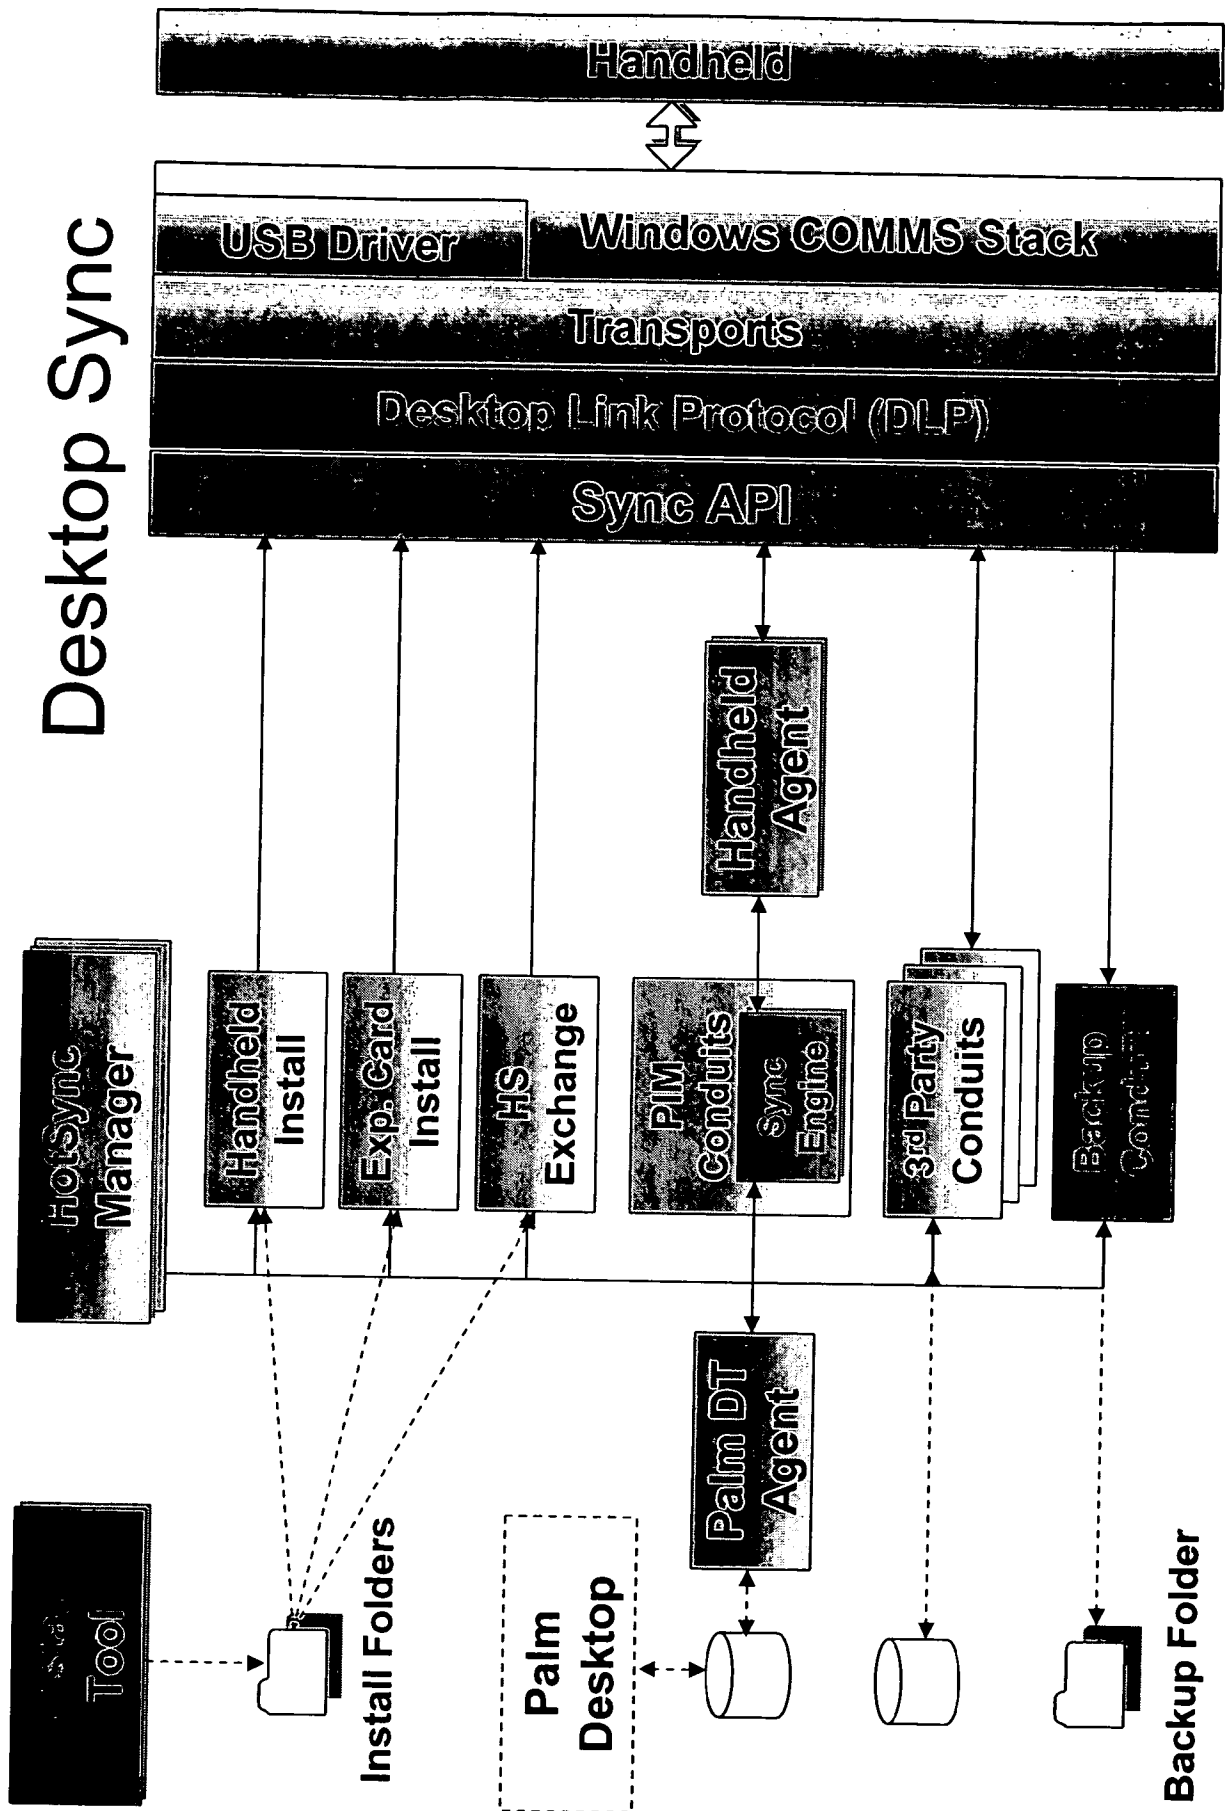 Desktop Sync
Tool
HotSync
Manager
Install Folders
Handheld
Install
Exp. Card
Install
HS
Exchange
Palm
Desktop
Palm DT
Agent
PIM
Conduits
Sync
Engine
Handheld
Agent
3rd Party
Conduits
Backup
Conduit
Backup Folder
Sync API
Desktop Link Protocol (DLP)
Transports
USB Driver
Windows COMMS Stack
Handheld